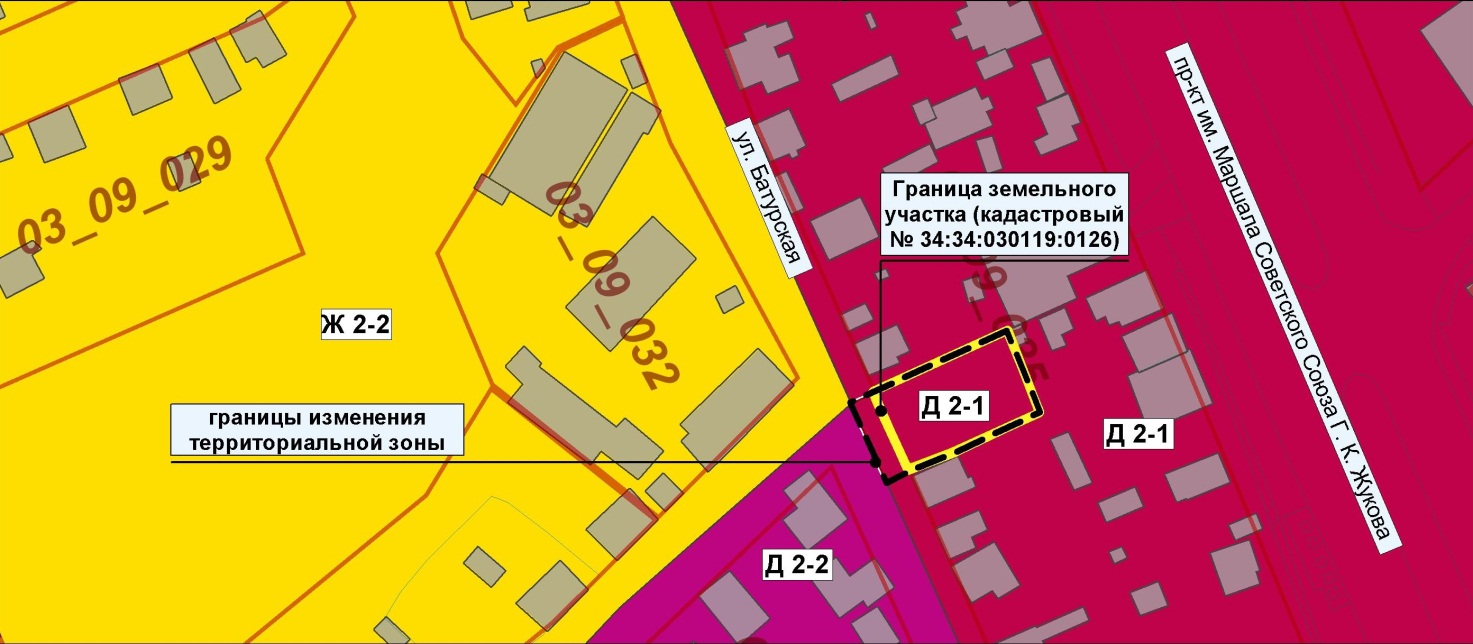 03_09_029
03_09_032
ул. Батурская
пр-кт им. Маршала Советского Союза Г. К. Жукова
Граница земельного
участка (кадастровый
№ 34:34:030119:0126)
Ж 2-2
границы изменения
территориальной зоны
Д 2-1
Д 2-1
Д 2-2